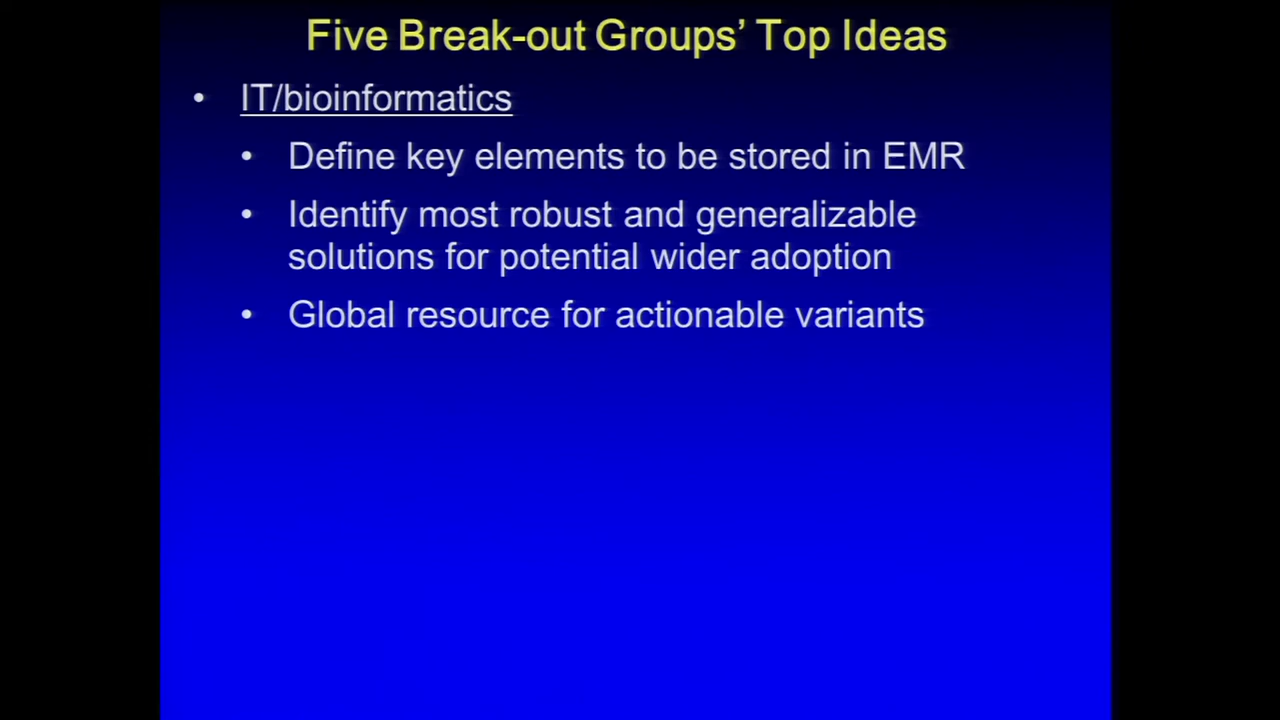 Five Break-out Groups’ Top Ideas
• IT/bioinformatics
• Define key elements to be stored in EMR
• Identify most robust and generalizable
solutions for potential wider adoption
• Global resource for actionable variants